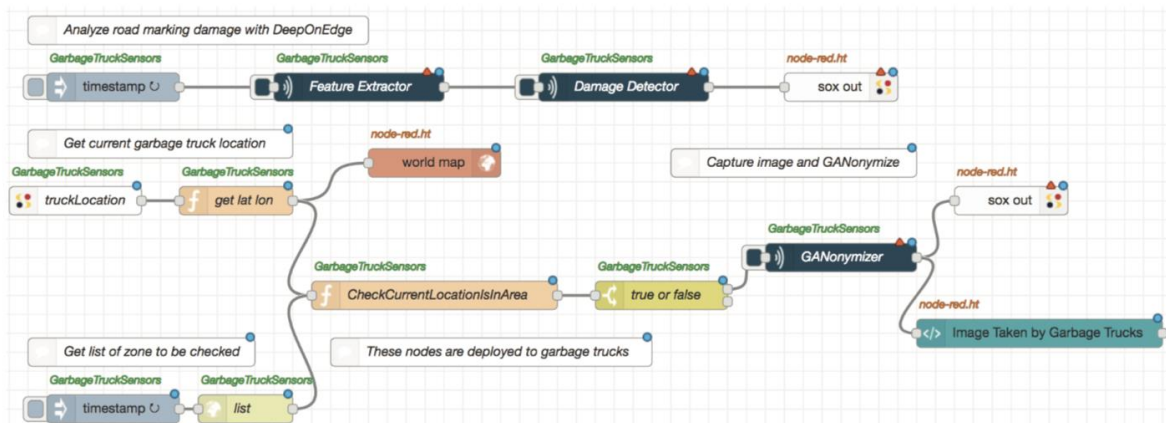 Analyze road marking damage with DeepOnEdge
GarbageTruckSensors
GarbageTruckSensors
GarbageTruckSensors
node-red.ht
timestamp ↻
Feature Extractor
Damage Detector
sox out
Get current garbage truck location
node-red.ht
world map
Capture image and GANonymize
GarbageTruckSensors
GarbageTruckSensors
node-red.ht
truckLocation
get lat lon
sox out
GarbageTruckSensors
GANonymizer
GarbageTruckSensors
GarbageTruckSensors
CheckCurrentLocationIsInArea
true or false
node-red.ht
Image Taken by Garbage Trucks
Get list of zone to be checked
These nodes are deployed to garbage trucks
GarbageTruckSensors
GarbageTruckSensors
timestamp ↻
list